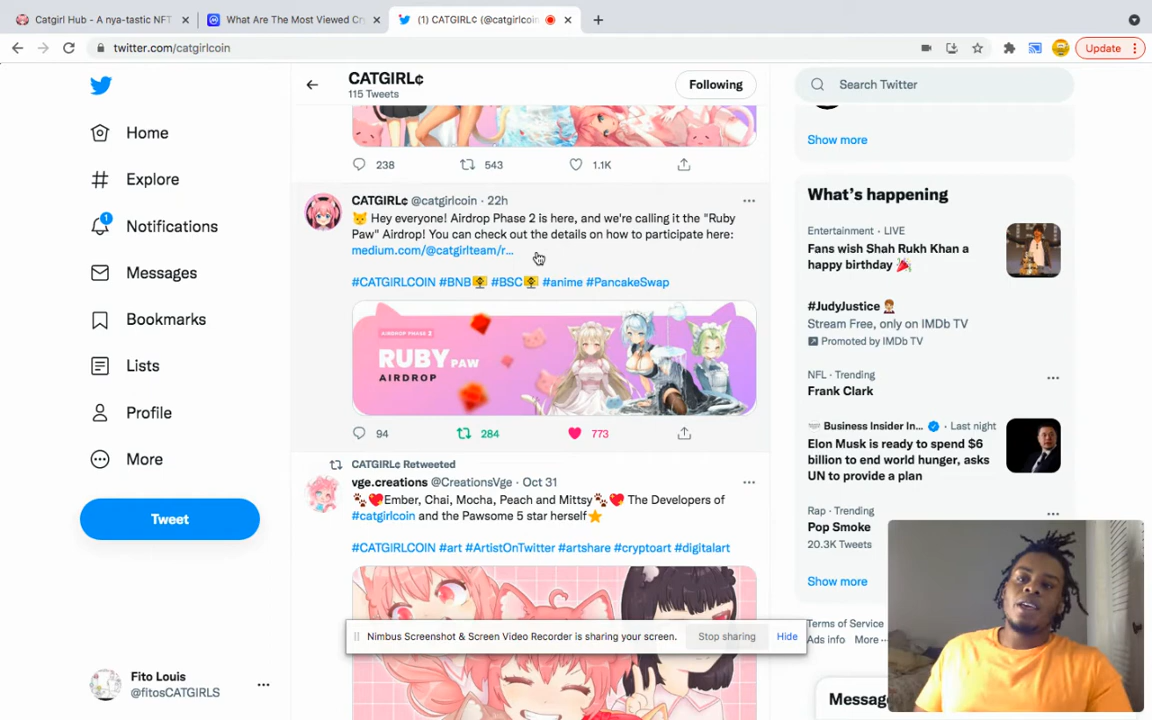 Catgirl Hub - A nya-tastic NFT
What Are The Most Viewed Cr
(1) CATGIRL¢ (@catgirlcoin
twitter.com/catgirlcoin
Update
CATGIRL¢
115 Tweets
Following
Search Twitter
Home
Explore
1
Notifications
Messages
Bookmarks
Lists
Profile
More
Tweet
Fito Louis
@fitosCATGIRLS
238
543
1.1K
CATGIRL¢ @catgirlcoin · 22h
Hey everyone! Airdrop Phase 2 is here, and we're calling it the "Ruby
Paw" Airdrop! You can check out the details on how to participate here:
medium.com/@catgirlteam/r...
#CATGIRLCOIN #BNB #BSC #anime #PancakeSwap
AIRDROP PHASE 2
RUBY PAW
AIRDROP
94
284
773
CATGIRL¢ Retweeted
vge.creations @CreationsVge · Oct 31
Ember, Chai, Mocha, Peach and Mittsy The Developers of
#catgirlcoin and the Pawsome 5 star herself
#CATGIRLCOIN #art #ArtistOnTwitter #artshare #cryptoart #digitalart
Nimbus Screenshot & Screen Video Recorder is sharing your screen.
Stop sharing
Hide
Show more
What's happening
Entertainment · LIVE
Fans wish Shah Rukh Khan a
happy birthday
#JudyJustice
Stream Free, only on IMDb TV
Promoted by IMDb TV
NFL · Trending
Frank Clark
Business Insider In... · Last night
Elon Musk is ready to spend $6
billion to end world hunger, asks
UN to provide a plan
Rap · Trending
Pop Smoke
20.3K Tweets
Show more
Terms of Service
Ads info More
Messag